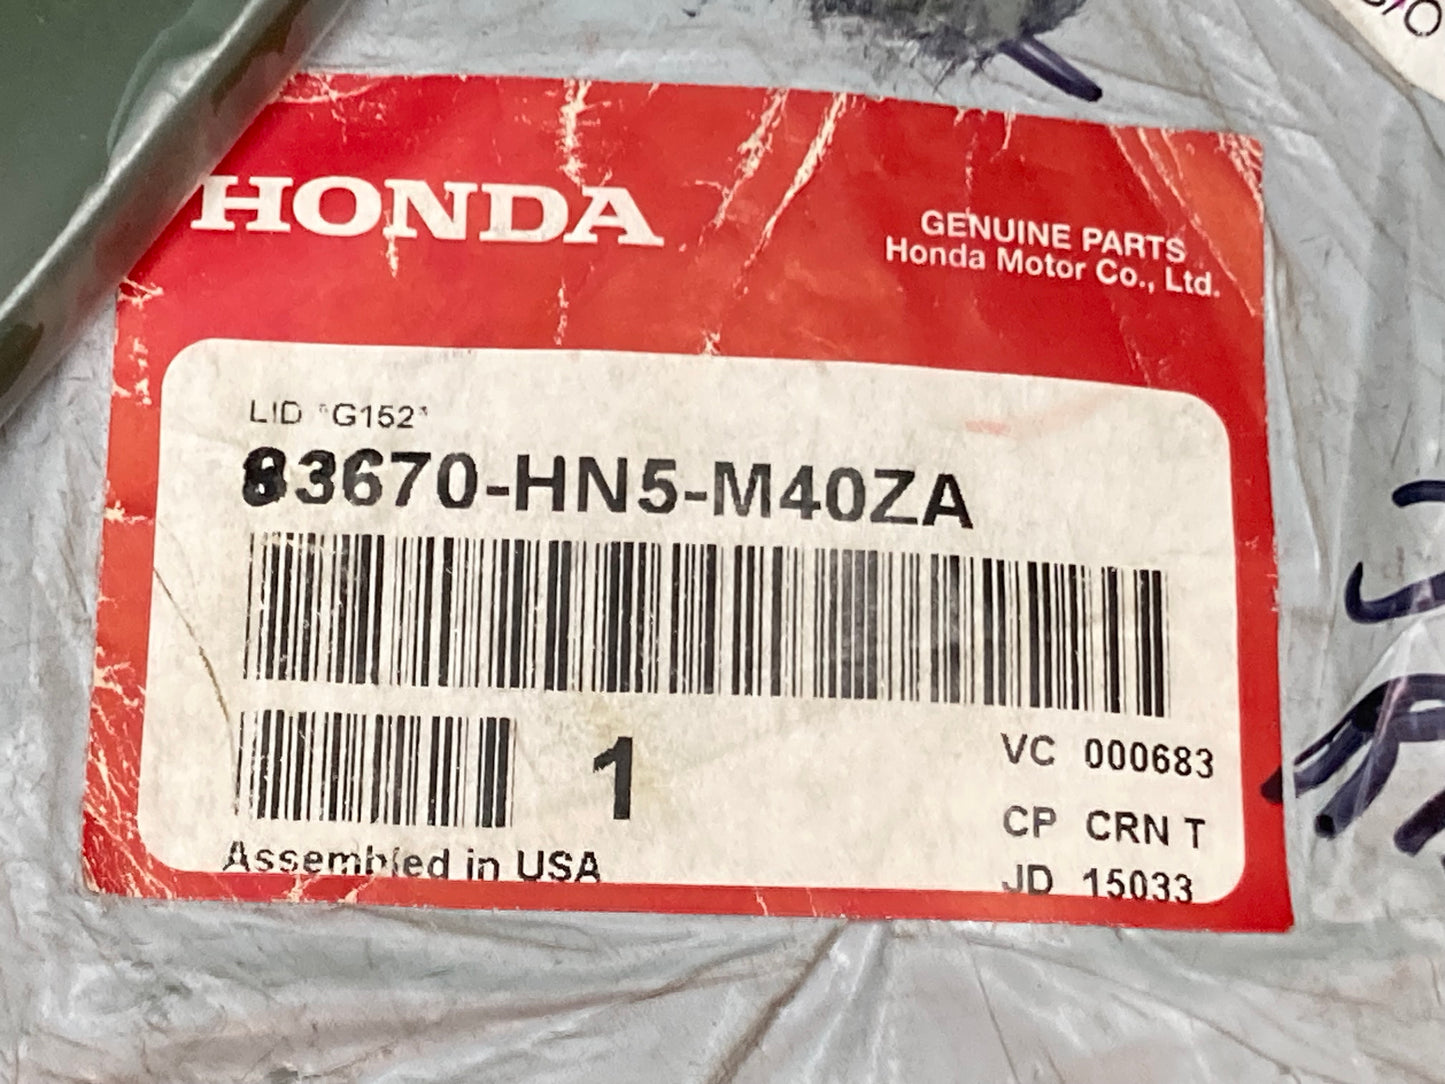 HONDA
GENUINE PARTS
Honda Motor Co., Ltd.
LID "G152"
83670-HN5-M40ZA
1
VC 000683
CP CRN T
JD 15033
Assembled in USA